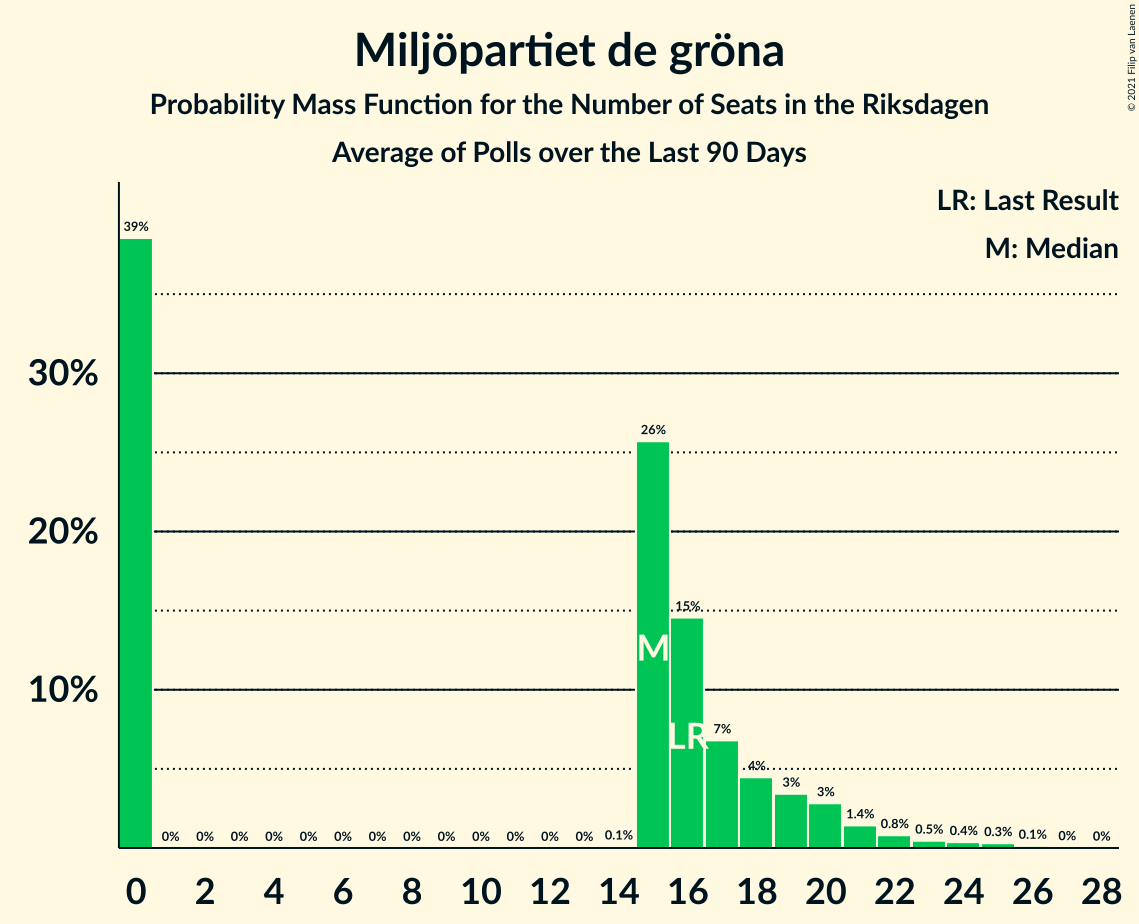 Miljöpartiet de gröna
Probability Mass Function for the Number of Seats in the Riksdagen
Average of Polls over the Last 90 Days
© 2021 Filip van Laenen
LR: Last Result
M: Median
39%
30%
26%
20%
15%
M
10%
LR
7%
4%
3%
3%
0% 0% 0% 0% 0% 0% 0% 0% 0% 0% 0% 0% 0% 0.1% 1.4% 0.8% 0.5% 0.4% 0.3% 0.1% 0% 0%
0 2 4 6 8 10 12 14 16 18 20 22 24 26 28